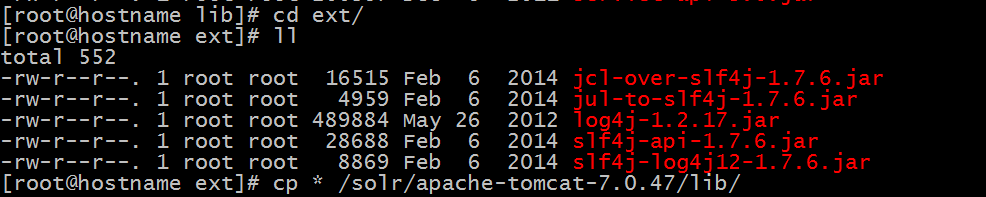 [root@hostname lib]# cd ext/
[root@hostname ext]# ll
total 552
-rw-r--r--. 1 root root  16515 Feb  6  2014 jcl-over-slf4j-1.7.6.jar
-rw-r--r--. 1 root root   4959 Feb  6  2014 jul-to-slf4j-1.7.6.jar
-rw-r--r--. 1 root root 489884 May 26  2012 log4j-1.2.17.jar
-rw-r--r--. 1 root root  28688 Feb  6  2014 slf4j-api-1.7.6.jar
-rw-r--r--. 1 root root   8869 Feb  6  2014 slf4j-log4j12-1.7.6.jar
[root@hostname ext]# cp * /solr/apache-tomcat-7.0.47/lib/